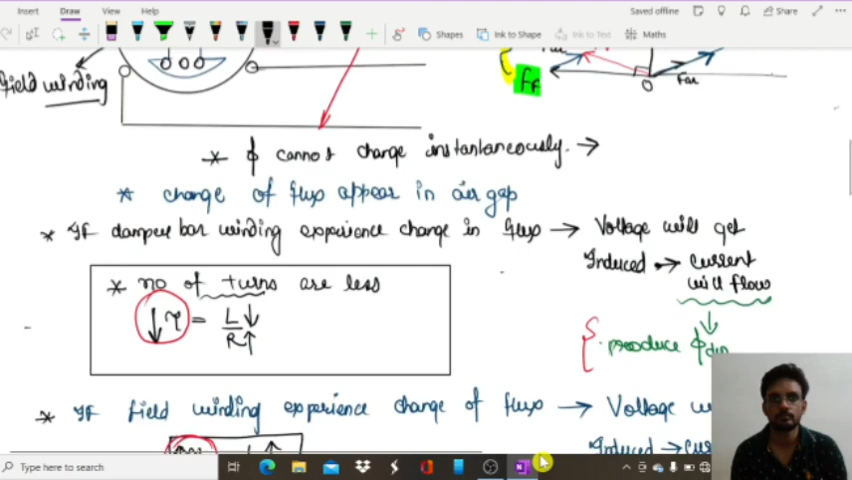 Insert Draw View Help
Saved offline
Share
Shapes Ink to Shape Ink to Text Maths
field winding
FF
Far
O
* ϕ cannot change instantaneously. →
* change of flux appear in air gap
* If damper bar winding experience change in flux → Voltage will get
Induced → current
will flow
* no of turns are less
↓ τ = L↓
R↑
produce ϕ
* If field winding experience change of flux → Voltage
Induced →
Type here to search